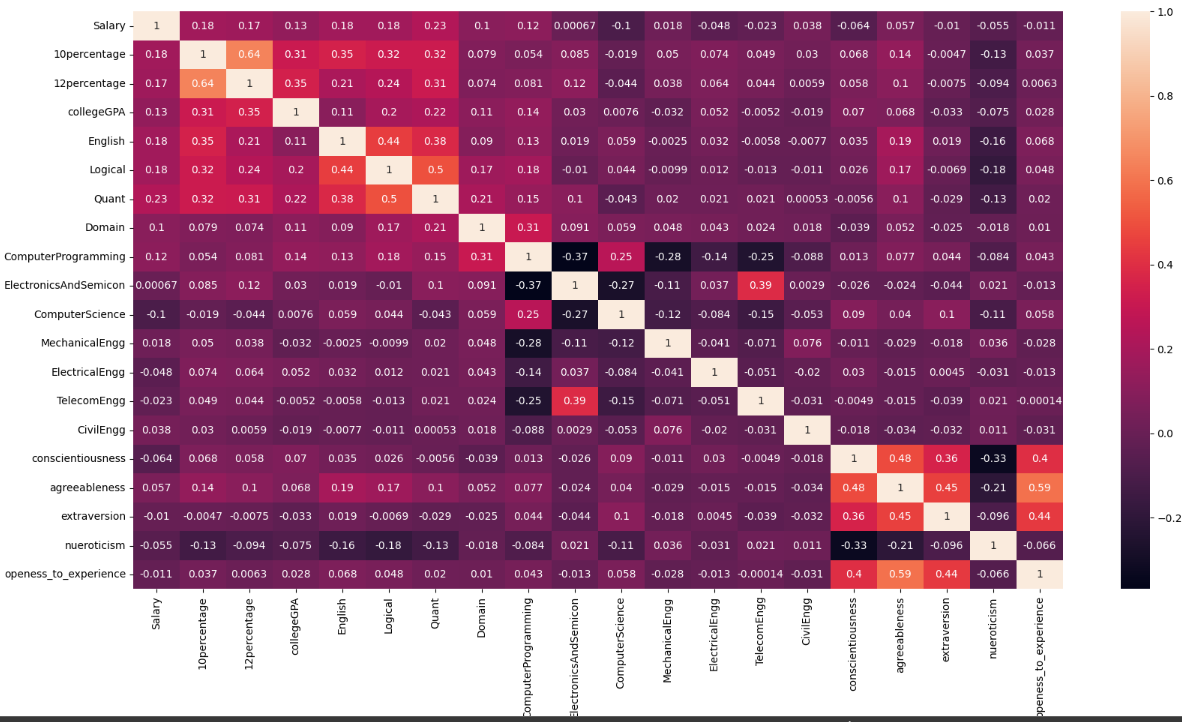 Salary 1 0.18 0.17 0.13 0.18 0.18 0.23 0.1 0.12 0.00067 -0.1 0.018 -0.048 -0.023 0.038 -0.064 0.057 -0.01 -0.055 -0.011
10percentage 0.18 1 0.64 0.31 0.35 0.32 0.32 0.079 0.054 0.085 -0.019 0.05 0.074 0.049 0.03 0.068 0.14 -0.0047 -0.13 0.037
12percentage 0.17 0.64 1 0.35 0.21 0.24 0.31 0.074 0.081 0.12 -0.044 0.038 0.064 0.044 0.0059 0.058 0.1 -0.0075 -0.094 0.0063
collegeGPA 0.13 0.31 0.35 1 0.11 0.2 0.22 0.11 0.14 0.03 0.0076 -0.032 0.052 -0.0052 -0.019 0.07 0.068 -0.033 -0.075 0.028
English 0.18 0.35 0.21 0.11 1 0.44 0.38 0.09 0.13 0.019 0.059 -0.0025 0.032 -0.0058 -0.0077 0.035 0.19 0.019 -0.16 0.068
Logical 0.18 0.32 0.24 0.2 0.44 1 0.5 0.17 0.18 -0.01 0.044 -0.0099 0.012 -0.013 -0.011 0.026 0.17 -0.0069 -0.18 0.048
Quant 0.23 0.32 0.31 0.22 0.38 0.5 1 0.21 0.15 0.1 -0.043 0.02 0.021 0.021 0.00053 -0.0056 0.1 -0.029 -0.13 0.02
Domain 0.1 0.079 0.074 0.11 0.09 0.17 0.21 1 0.31 0.091 0.059 0.048 0.043 0.024 0.018 -0.039 0.052 -0.025 -0.018 0.01
ComputerProgramming 0.12 0.054 0.081 0.14 0.13 0.18 0.15 0.31 1 -0.37 0.25 -0.28 -0.14 -0.25 -0.088 0.013 0.077 0.044 -0.084 0.043
ElectronicsAndSemicon 0.00067 0.085 0.12 0.03 0.019 -0.01 0.1 0.091 -0.37 1 -0.27 -0.11 0.037 0.39 0.0029 -0.026 -0.024 -0.044 0.021 -0.013
ComputerScience -0.1 -0.019 -0.044 0.0076 0.059 0.044 -0.043 0.059 0.25 -0.27 1 -0.12 -0.084 -0.15 -0.053 0.09 0.04 0.1 -0.11 0.058
MechanicalEngg 0.018 0.05 0.038 -0.032 -0.0025 -0.0099 0.02 0.048 -0.28 -0.11 -0.12 1 -0.041 -0.071 0.076 -0.011 -0.029 -0.018 0.036 -0.028
ElectricalEngg -0.048 0.074 0.064 0.052 0.032 0.012 0.021 0.043 -0.14 0.037 -0.084 -0.041 1 -0.051 -0.02 0.03 -0.015 0.0045 -0.031 -0.013
TelecomEngg -0.023 0.049 0.044 -0.0052 -0.0058 -0.013 0.021 0.024 -0.25 0.39 -0.15 -0.071 -0.051 1 -0.031 -0.0049 -0.015 -0.039 0.021 -0.00014
CivilEngg 0.038 0.03 0.0059 -0.019 -0.0077 -0.011 0.00053 0.018 -0.088 0.0029 -0.053 0.076 -0.02 -0.031 1 -0.018 -0.034 -0.032 0.011 -0.031
conscientiousness -0.064 0.068 0.058 0.07 0.035 0.026 -0.0056 -0.039 0.013 -0.026 0.09 -0.011 0.03 -0.0049 -0.018 1 0.48 0.36 -0.33 0.4
agreeableness 0.057 0.14 0.1 0.068 0.19 0.17 0.1 0.052 0.077 -0.024 0.04 -0.029 -0.015 -0.015 -0.034 0.48 1 0.45 -0.21 0.59
extraversion -0.01 -0.0047 -0.0075 -0.033 0.019 -0.0069 -0.029 -0.025 0.044 -0.044 0.1 -0.018 0.0045 -0.039 -0.032 0.36 0.45 1 -0.096 0.44
nueroticism -0.055 -0.13 -0.094 -0.075 -0.16 -0.18 -0.13 -0.018 -0.084 0.021 -0.11 0.036 -0.031 0.021 0.011 -0.33 -0.21 -0.096 1 -0.066
openess_to_experience -0.011 0.037 0.0063 0.028 0.068 0.048 0.02 0.01 0.043 -0.013 0.058 -0.028 -0.013 -0.00014 -0.031 0.4 0.59 0.44 -0.066 1
Salary
10percentage
12percentage
collegeGPA
English
Logical
Quant
Domain
ComputerProgramming
ElectronicsAndSemicon
ComputerScience
MechanicalEngg
ElectricalEngg
TelecomEngg
CivilEngg
conscientiousness
agreeableness
extraversion
nueroticism
openess_to_experience
1.0
0.8
0.6
0.4
0.2
0.0
−0.2